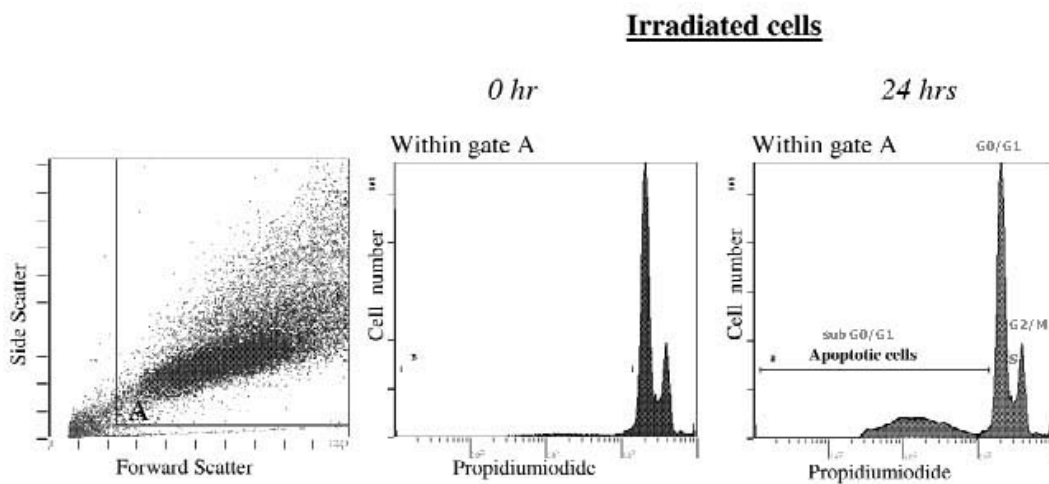 Irradiated cells
0 hr
24 hrs
Within gate A
Within gate A
G0/G1
Side Scatter
Cell number
Cell number
G2/M
sub G0/G1
Apoptotic cells
S
A
Forward Scatter
Propidiumiodide
Propidiumiodide